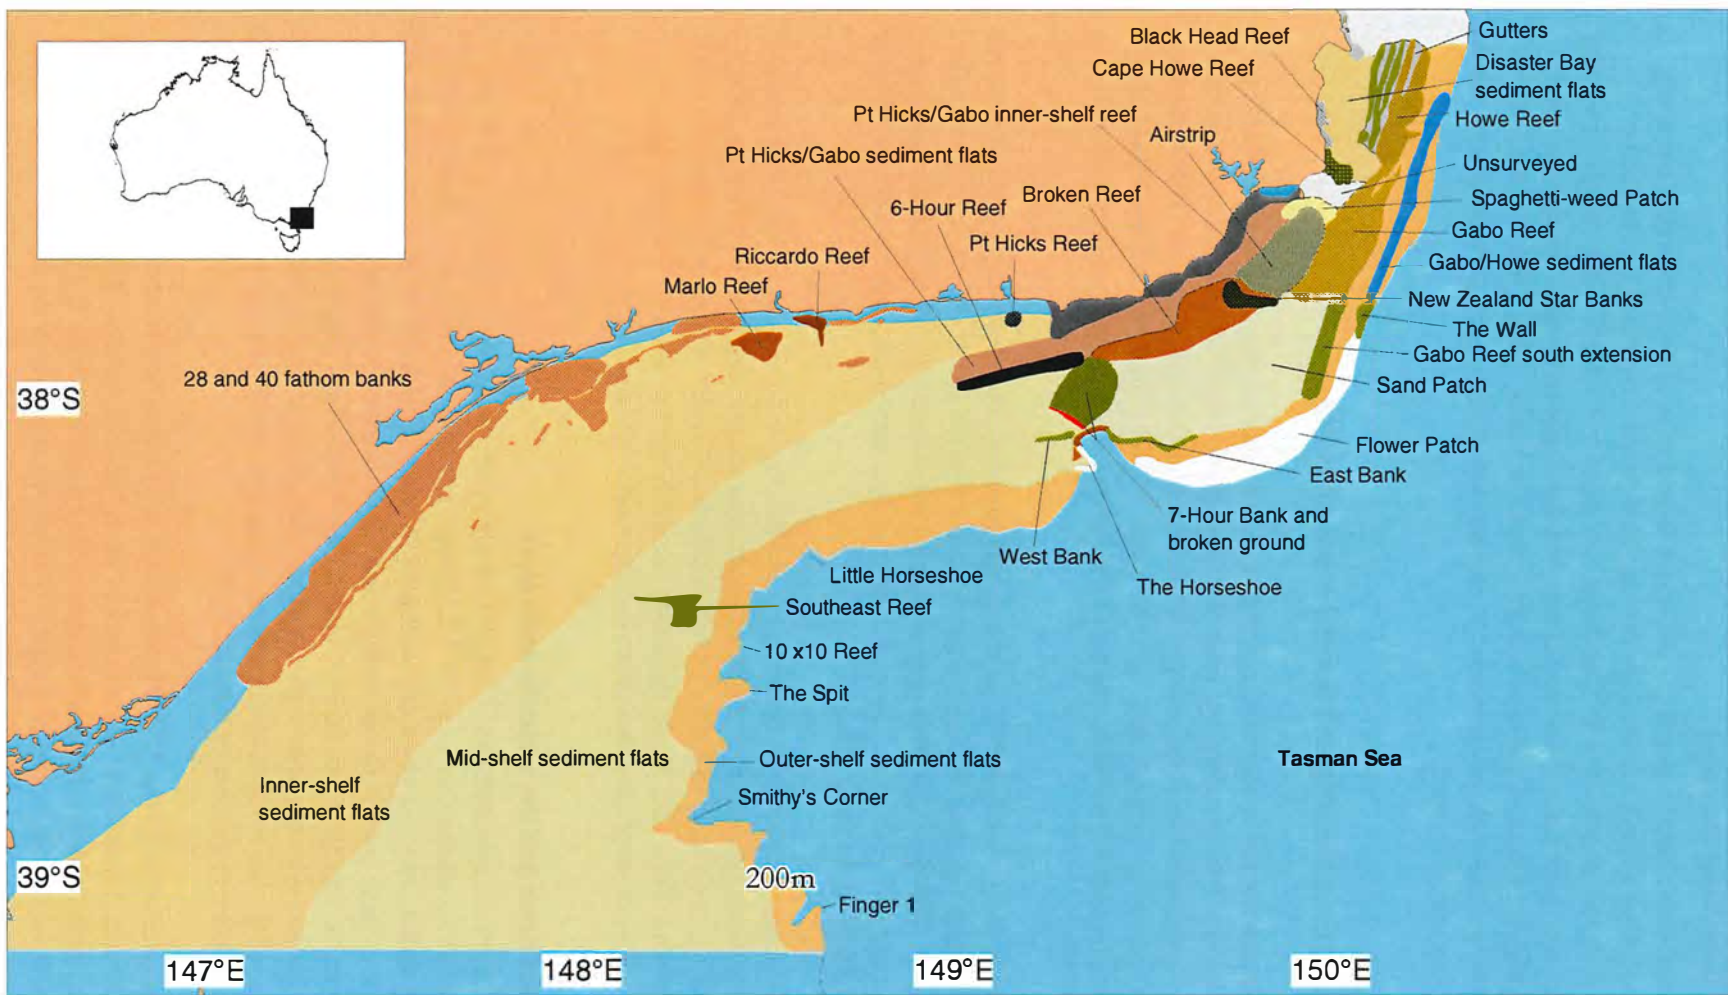 Gutters
Black Head Reef
Disaster Bay
sediment flats
Cape Howe Reef
Pt Hicks/Gabo inner-shelf reef
Howe Reef
Airstrip
Pt Hicks/Gabo sediment flats
Unsurveyed
Broken Reef
Spaghetti-weed Patch
6-Hour Reef
Gabo Reef
Pt Hicks Reef
Riccardo Reef
Gabo/Howe sediment flats
Marlo Reef
New Zealand Star Banks
The Wall
Gabo Reef south extension
28 and 40 fathom banks
Sand Patch
38°S
Flower Patch
East Bank
7-Hour Bank and
broken ground
West Bank
Little Horseshoe
The Horseshoe
Southeast Reef
10 x10 Reef
The Spit
Mid-shelf sediment flats
Outer-shelf sediment flats
Tasman Sea
Inner-shelf
sediment flats
Smithy's Corner
39°S
200m
Finger 1
147°E
148°E
149°E
150°E